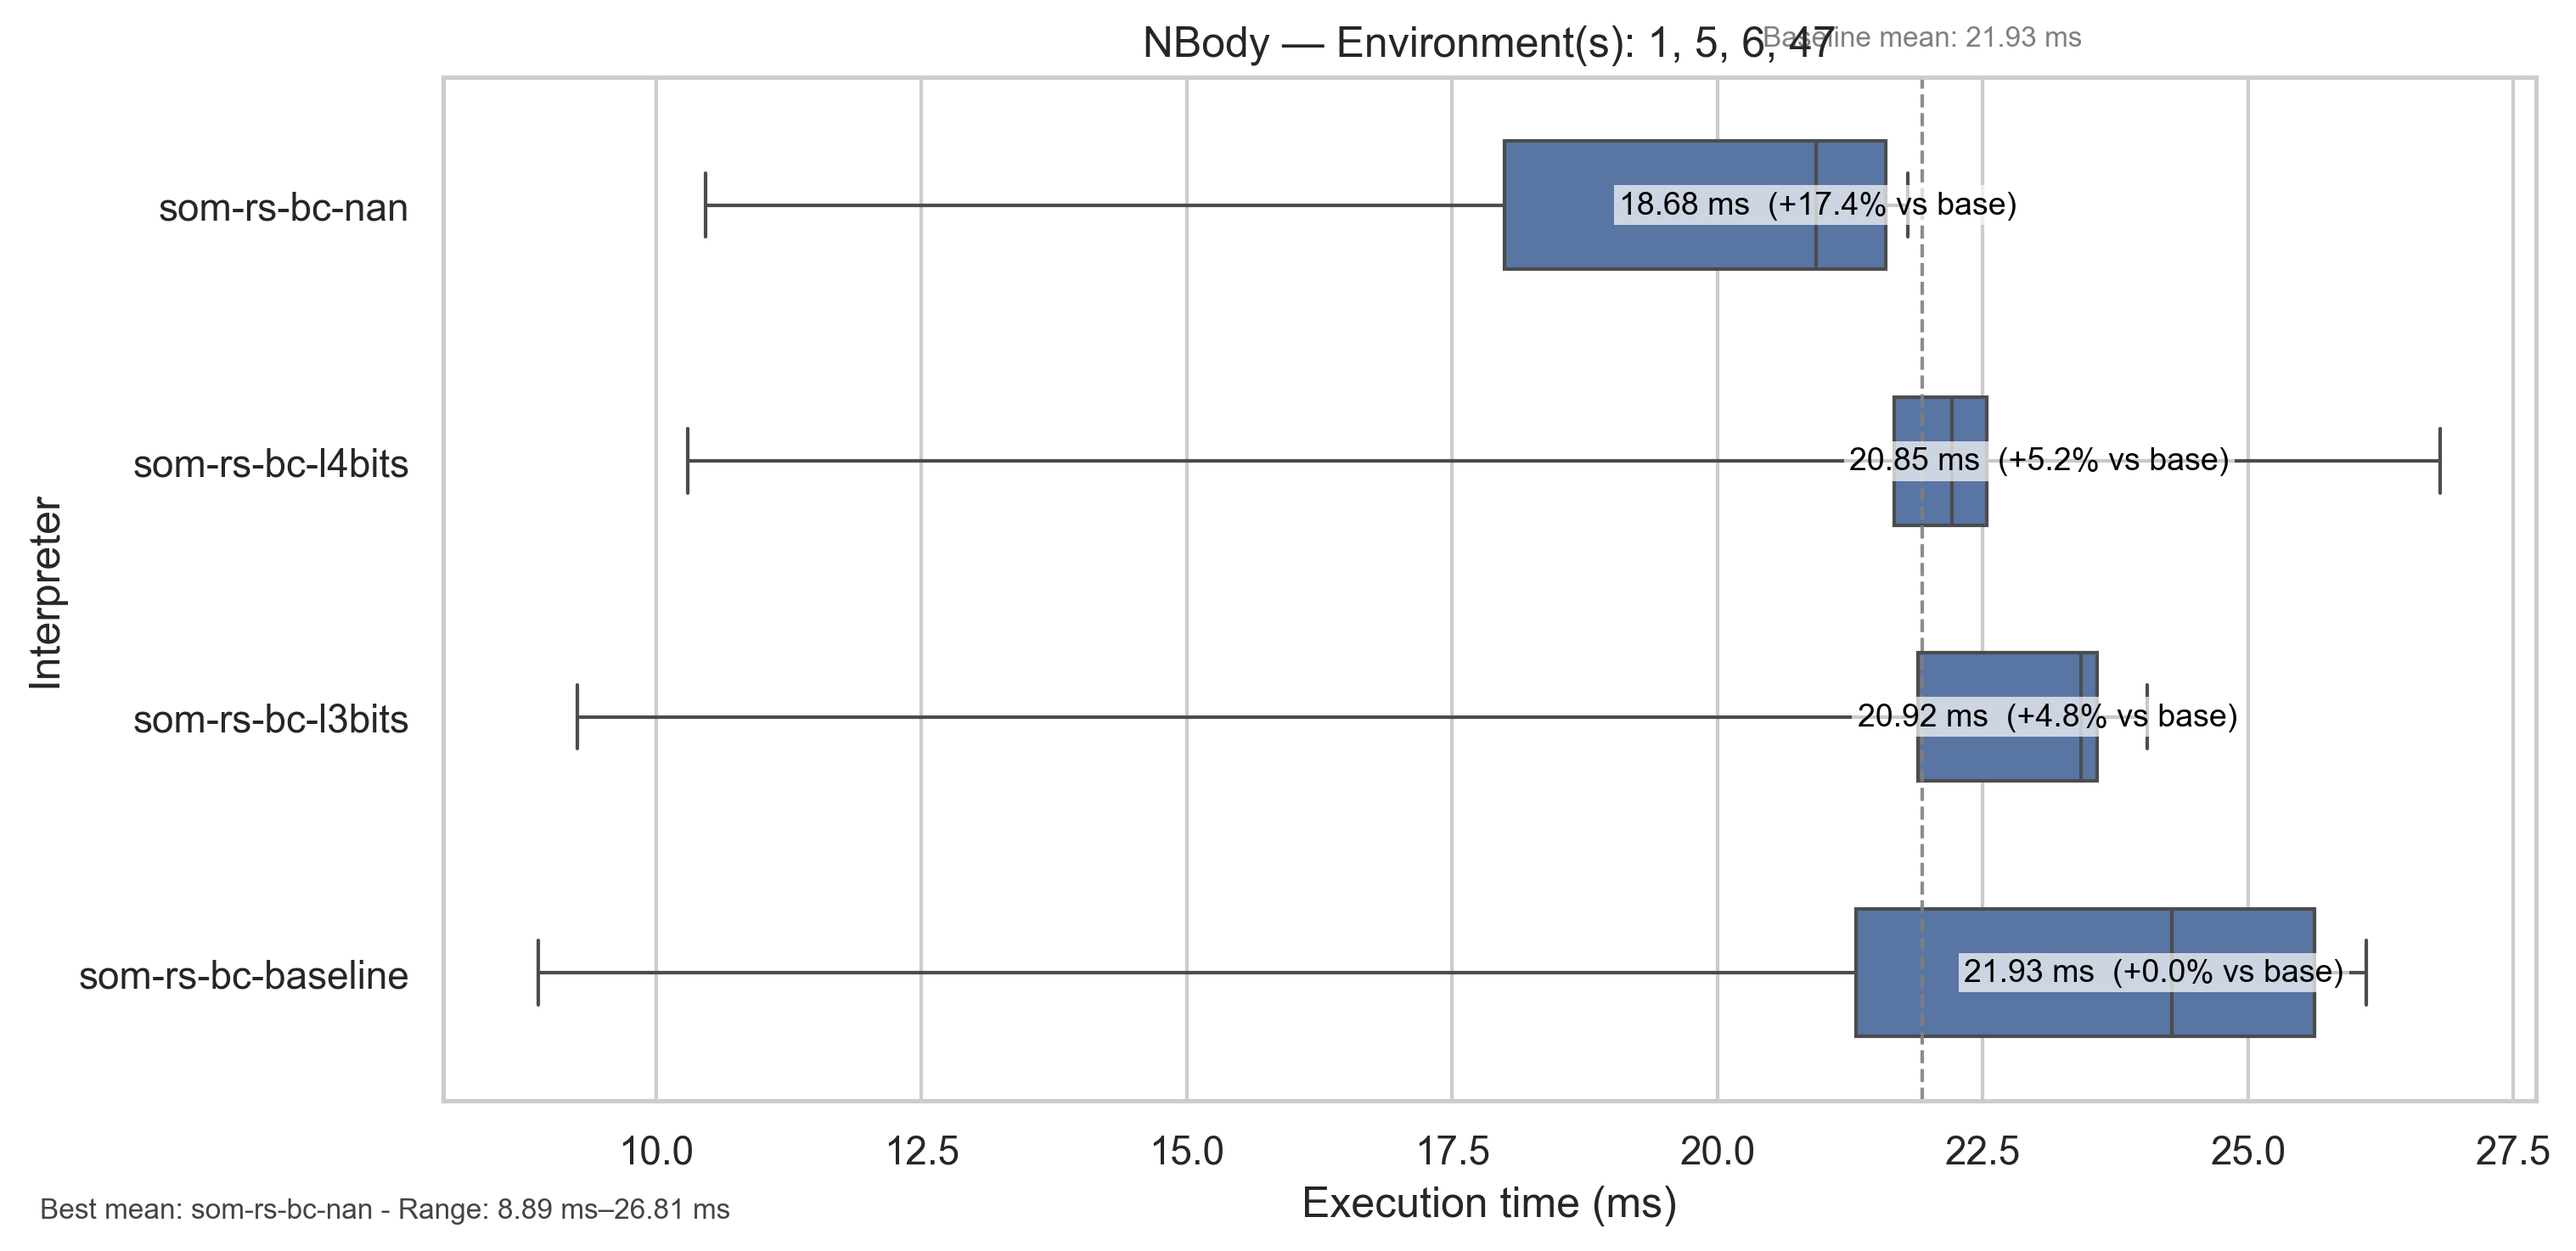 NBody — Environment(s): 1, 5, 6, 47
Baseline mean: 21.93 ms
Interpreter
som-rs-bc-nan
18.68 ms (+17.4% vs base)
som-rs-bc-l4bits
20.85 ms (+5.2% vs base)
som-rs-bc-l3bits
20.92 ms (+4.8% vs base)
som-rs-bc-baseline
21.93 ms (+0.0% vs base)
10.0 12.5 15.0 17.5 20.0 22.5 25.0 27.5
Execution time (ms)
Best mean: som-rs-bc-nan - Range: 8.89 ms–26.81 ms